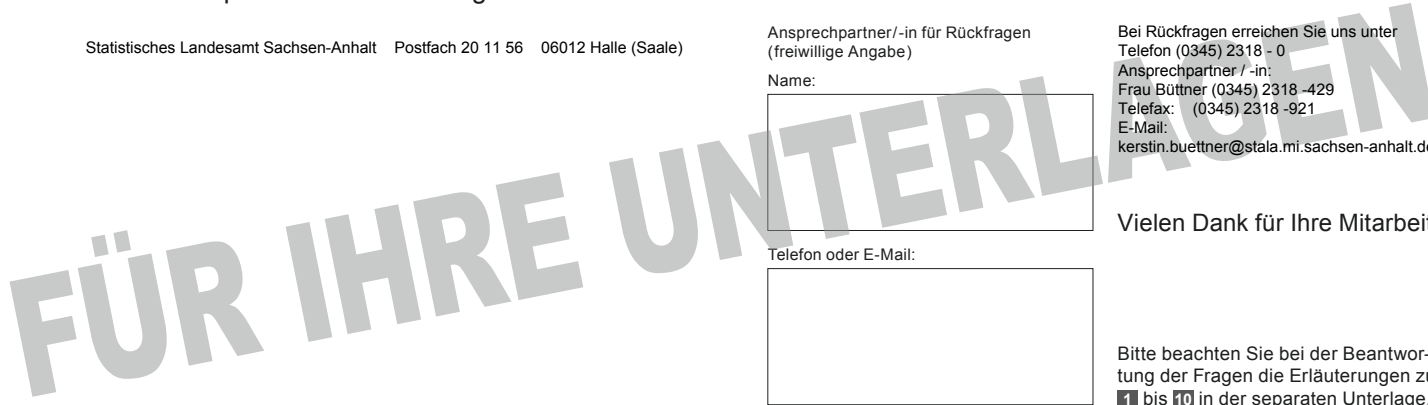 Statistisches Landesamt Sachsen-Anhalt Postfach 20 11 56 06012 Halle (Saale)
Ansprechpartner/-in für Rückfragen
(freiwillige Angabe)
Name:
Telefon oder E-Mail:
Bei Rückfragen erreichen Sie uns unter
Telefon (0345) 2318 - 0
Ansprechpartner / -in:
Frau Büttner (0345) 2318 -429
Telefax: (0345) 2318 -921
E-Mail:
kerstin.buettner@stala.mi.sachsen-anhalt.de
Vielen Dank für Ihre Mitarbeit
Bitte beachten Sie bei der Beantwor-
tung der Fragen die Erläuterungen zu
1 bis 10 in der separaten Unterlage.
FÜR IHRE UNTERLAGEN